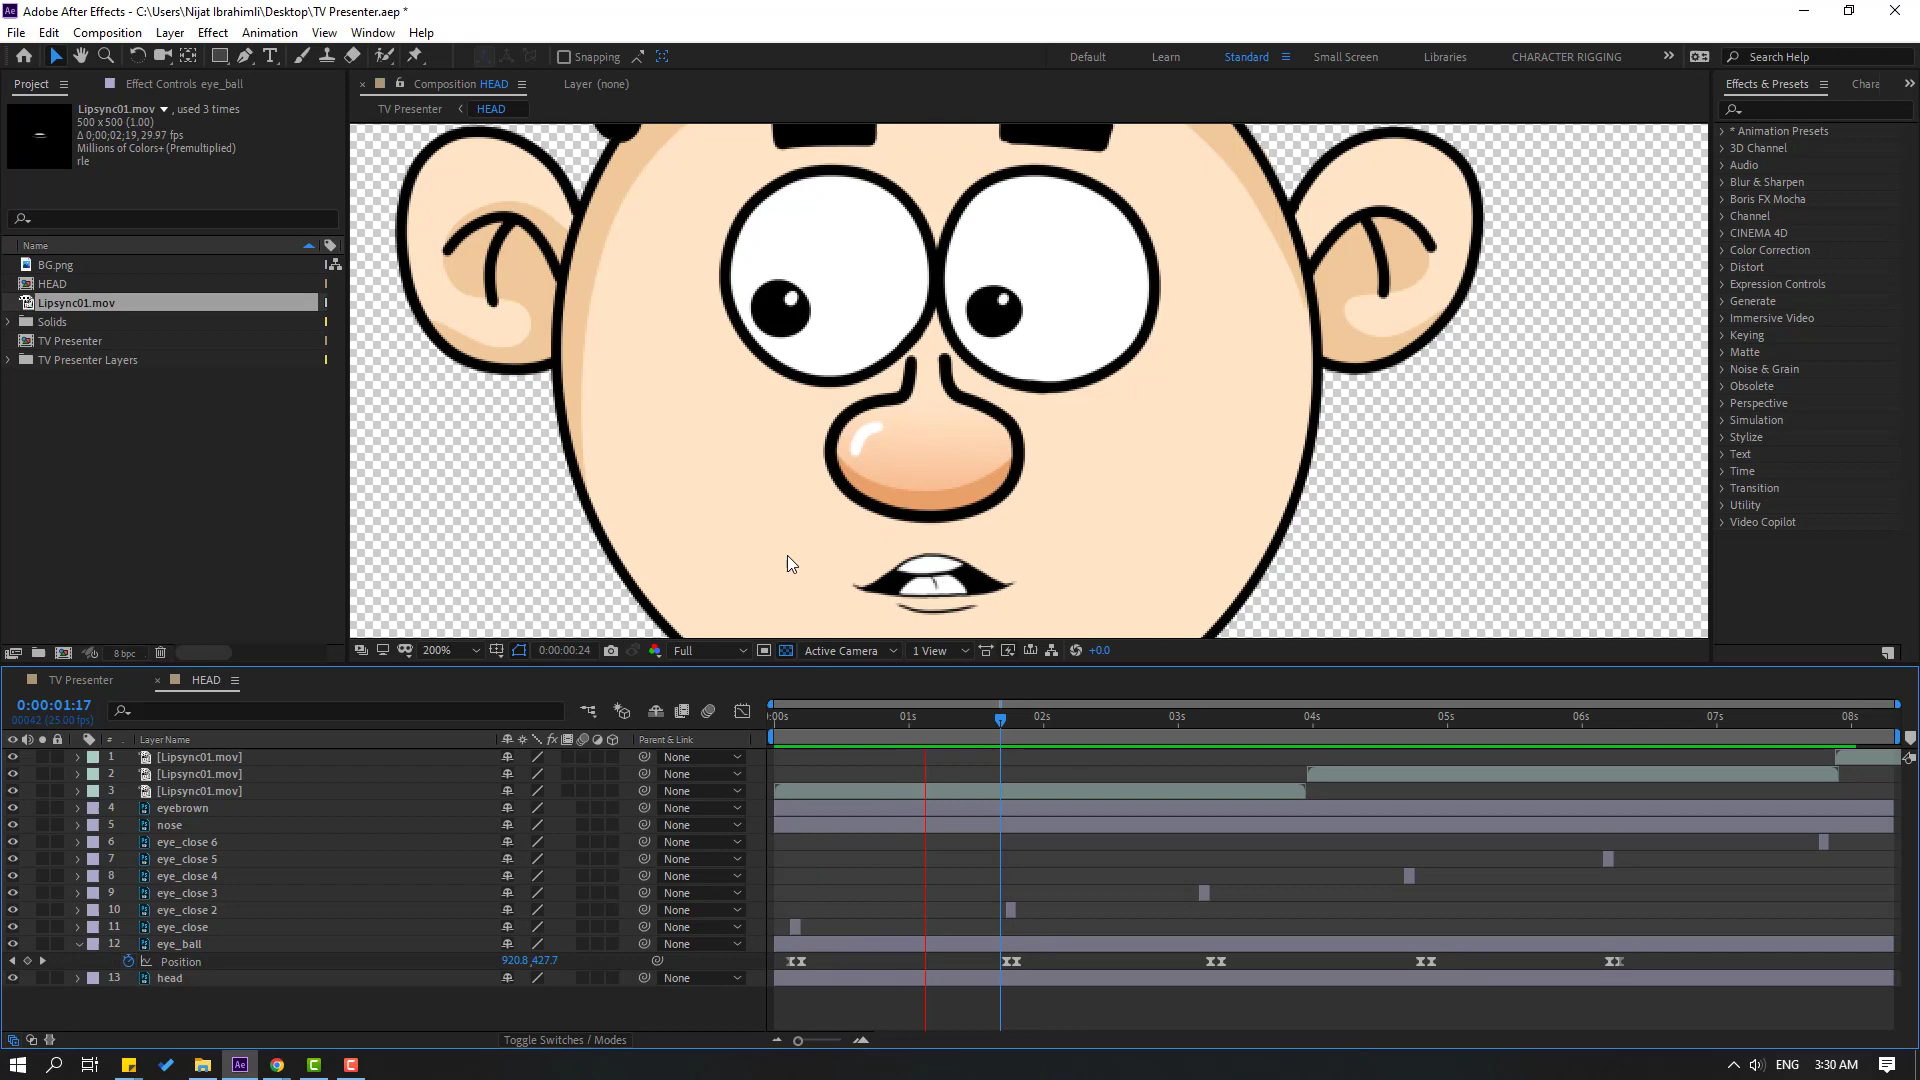 Adobe After Effects - C:\Users\Nijat Ibrahimli\Desktop\TV Presenter.aep *
File Edit Composition Layer Effect Animation View Window Help
Snapping
Default Learn Standard Small Screen Libraries CHARACTER RIGGING Search Help
Project Effect Controls eye_ball
Composition HEAD Layer (none)
Effects & Presets Chara
TV Presenter HEAD
Lipsync01.mov , used 3 times
500 x 500 (1.00)
Δ 0;00;02;19, 29.97 fps
Millions of Colors+ (Premultiplied)
rle
Name
BG.png
HEAD
Lipsync01.mov
Solids
TV Presenter
TV Presenter Layers
8 bpc
* Animation Presets
3D Channel
Audio
Blur & Sharpen
Boris FX Mocha
Channel
CINEMA 4D
Color Correction
Distort
Expression Controls
Generate
Immersive Video
Keying
Matte
Noise & Grain
Obsolete
Perspective
Simulation
Stylize
Text
Time
Transition
Utility
Video Copilot
200% 0:00:00:24 Full Active Camera 1 View +0.0
TV Presenter HEAD
0:00:01:17
00042 (25.00 fps)
:00s 01s 02s 03s 04s 05s 06s 07s 08s
# Layer Name Parent & Link
1 [Lipsync01.mov] None
2 [Lipsync01.mov] None
3 [Lipsync01.mov] None
4 eyebrown None
5 nose None
6 eye_close 6 None
7 eye_close 5 None
8 eye_close 4 None
9 eye_close 3 None
10 eye_close 2 None
11 eye_close None
12 eye_ball None
Position 920.8,427.7
13 head None
Toggle Switches / Modes
ENG 3:30 AM